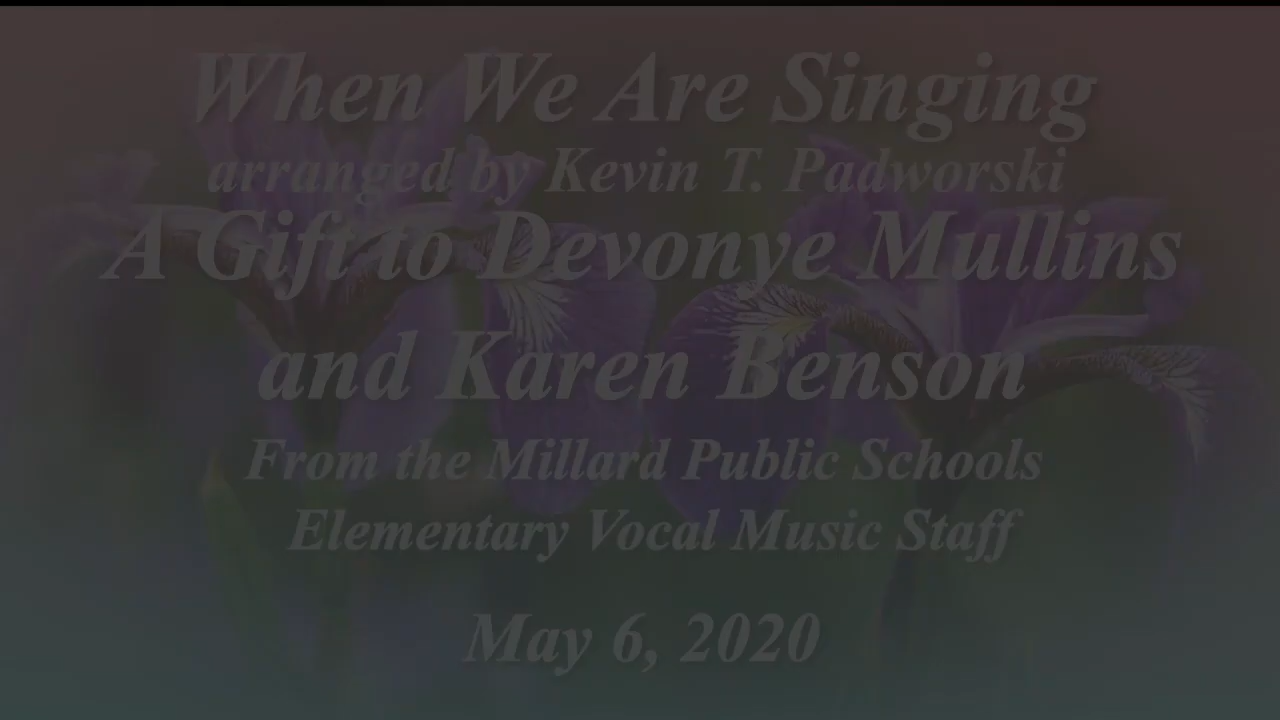 When We Are Singing
arranged by Kevin T. Padworski
A Gift to Devonye Mullins
and Karen Benson
From the Millard Public Schools
Elementary Vocal Music Staff
May 6, 2020